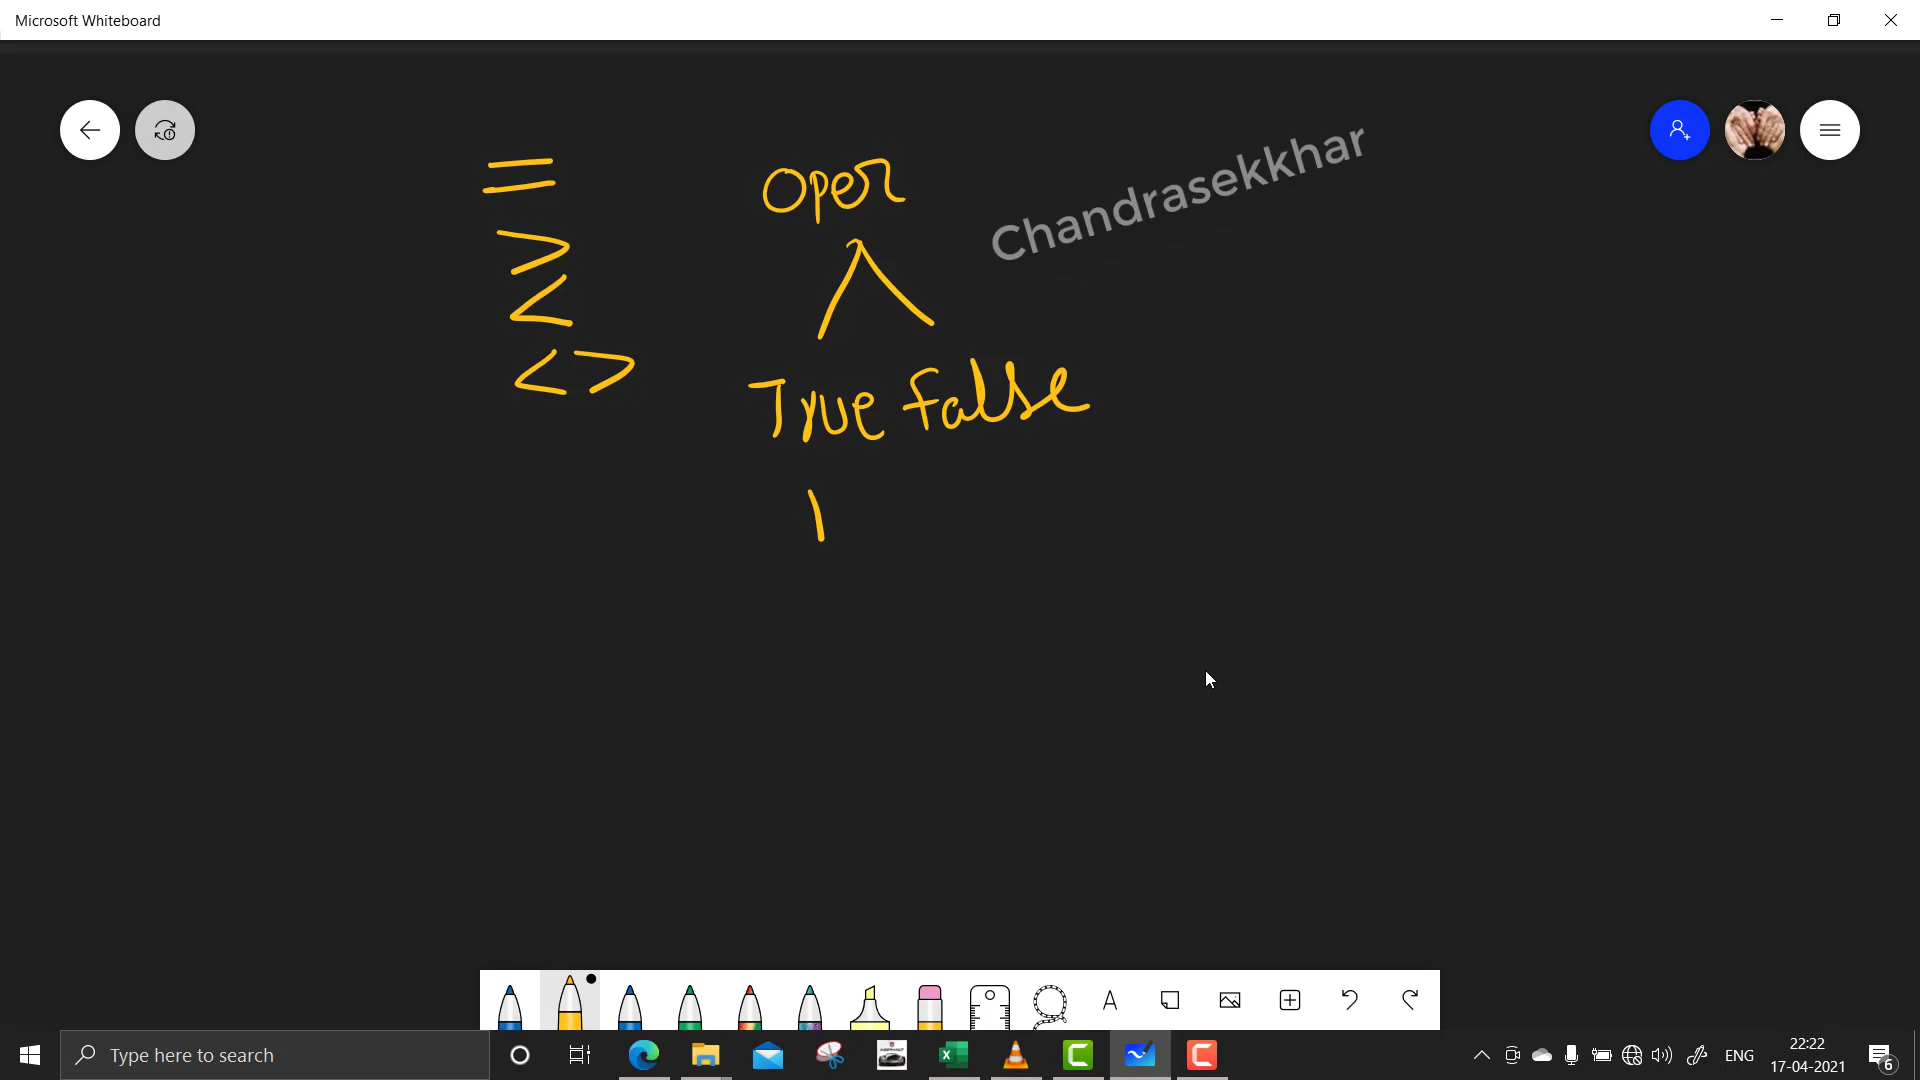 Microsoft Whiteboard
=
>
<
<>
Oper
Chandrasekkhar
True False
1
A
Type here to search
ENG
22:22
17-04-2021
6